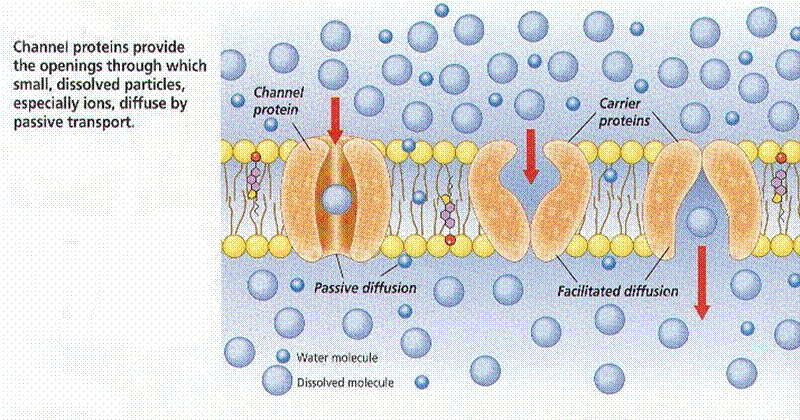 Channel proteins provide
the openings through which
small, dissolved particles,
especially ions, diffuse by
passive transport.
Channel
protein
Carrier
proteins
Passive diffusion
Facilitated diffusion
Water molecule
Dissolved molecule